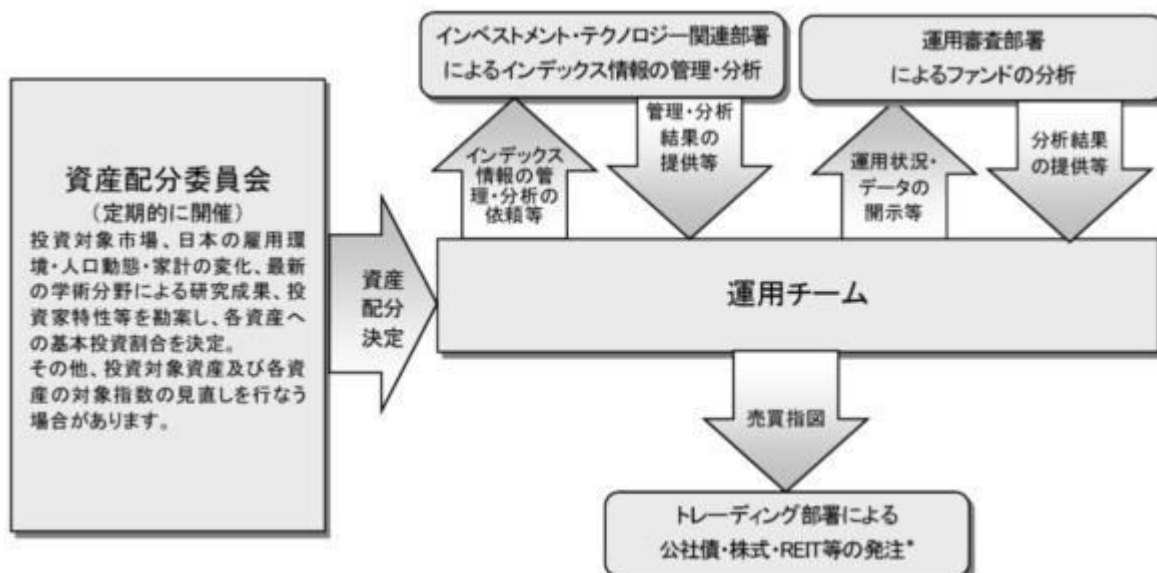 資産配分委員会
（定期的に開催）
投資対象市場、日本の雇用環
境・人口動態・家計の変化、最新
の学術分野による研究成果、投
資家特性等を勘案し、各資産へ
の基本投資割合を決定。
その他、投資対象資産及び各資
産の対象指数の見直しを行なう
場合があります。
資産
配分
決定
インベストメント・テクノロジー関連部署
によるインデックス情報の管理・分析
インデックス
情報の管
理・分析の
依頼等
管理・分析
結果の
提供等
運用審査部署
によるファンドの分析
運用状況・
データの
開示等
分析結果
の提供等
運用チーム
売買指図
トレーディング部署による
公社債・株式・REIT等の発注*